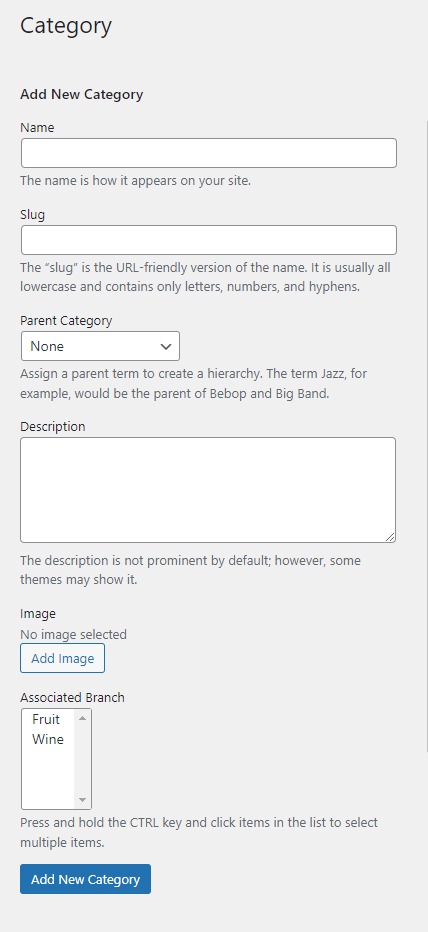 Category
Add New Category
Name
The name is how it appears on your site.
Slug
The “slug” is the URL-friendly version of the name. It is usually all
lowercase and contains only letters, numbers, and hyphens.
Parent Category
None
Assign a parent term to create a hierarchy. The term Jazz, for
example, would be the parent of Bebop and Big Band.
Description
The description is not prominent by default; however, some
themes may show it.
Image
No image selected
Add Image
Associated Branch
Fruit
Wine
Press and hold the CTRL key and click items in the list to select
multiple items.
Add New Category